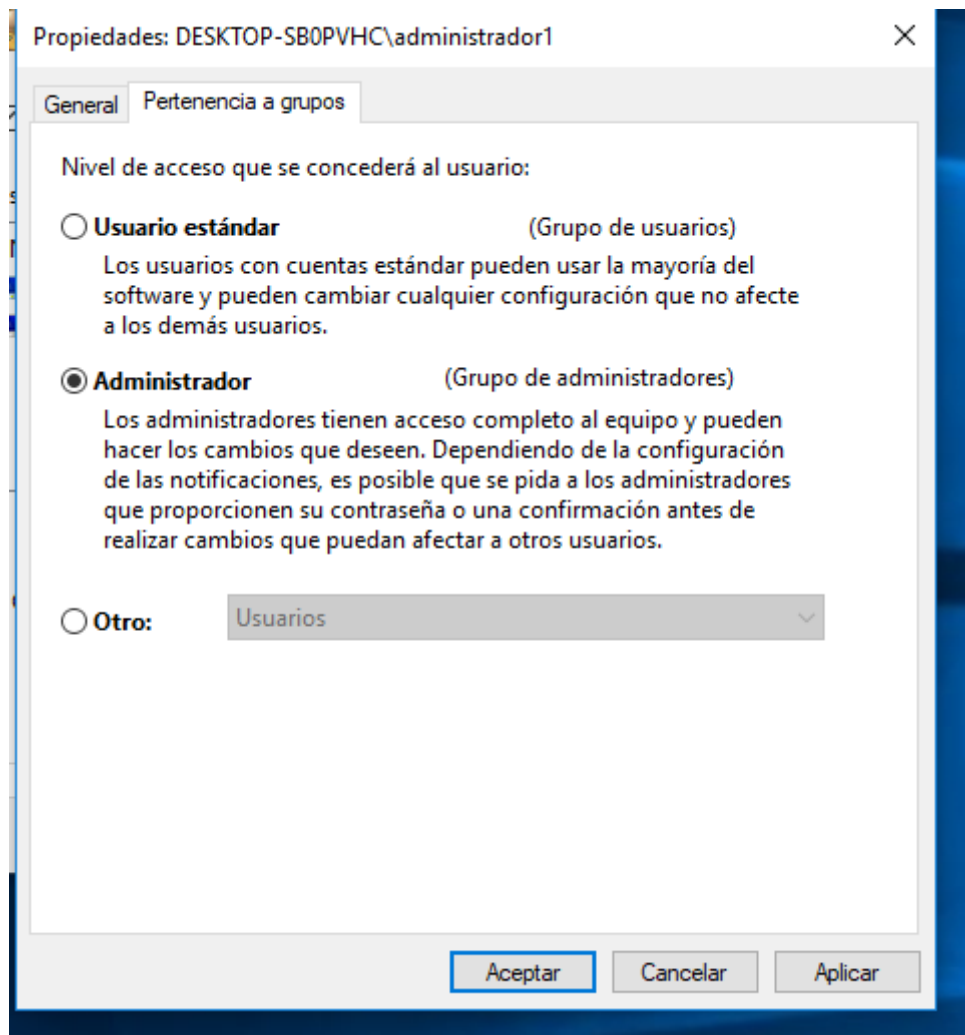 Propiedades: DESKTOP-SB0PVHC\administrador1
General Pertenencia a grupos
Nivel de acceso que se concederá al usuario:
Usuario estándar (Grupo de usuarios)
Los usuarios con cuentas estándar pueden usar la mayoría del
software y pueden cambiar cualquier configuración que no afecte
a los demás usuarios.
Administrador (Grupo de administradores)
Los administradores tienen acceso completo al equipo y pueden
hacer los cambios que deseen. Dependiendo de la configuración
de las notificaciones, es posible que se pida a los administradores
que proporcionen su contraseña o una confirmación antes de
realizar cambios que puedan afectar a otros usuarios.
Otro: Usuarios
Aceptar Cancelar Aplicar